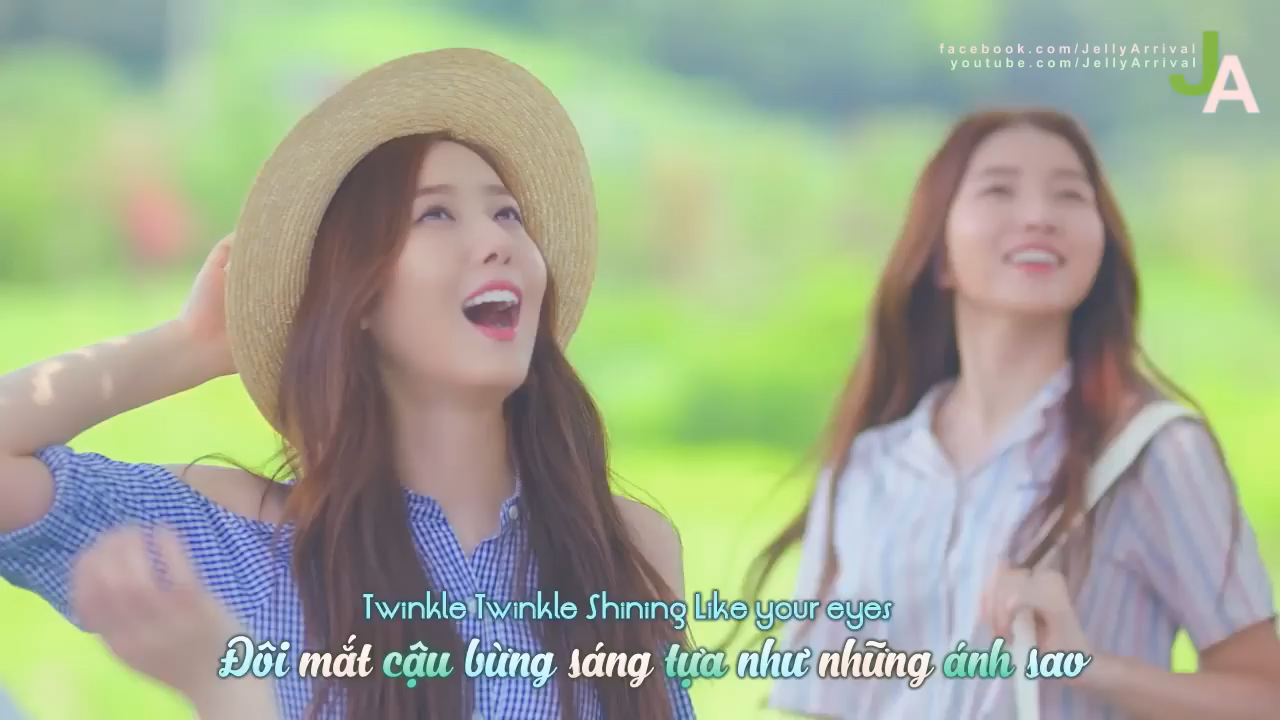 facebook.com/JellyArrival
youtube.com/JellyArrival
JA
Twinkle Twinkle Shining Like your eyes
Đôi mắt cậu bừng sáng tựa như những ánh sao